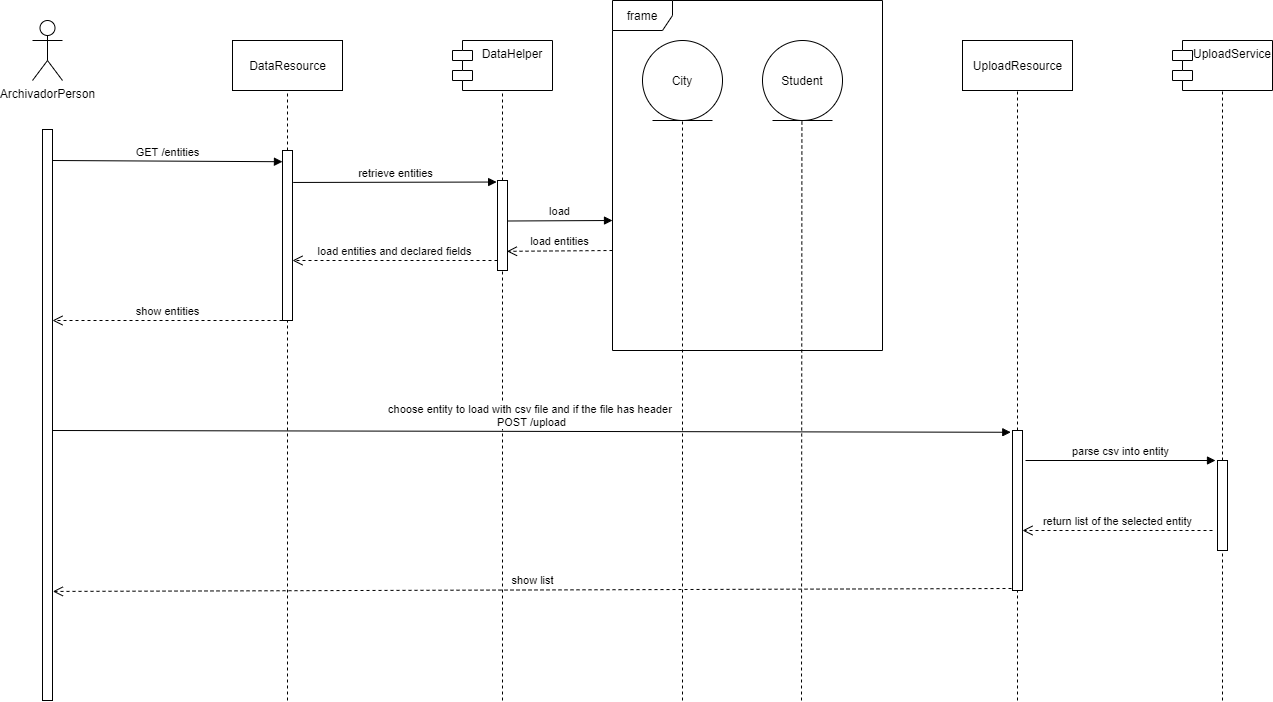 frame
DataHelper
UploadService
DataResource
UploadResource
City
Student
ArchivadorPerson
GET /entities
retrieve entities
load
load entities
load entities and declared fields
show entities
choose entity to load with csv file and if the file has header
POST /upload
parse csv into entity
return list of the selected entity
show list